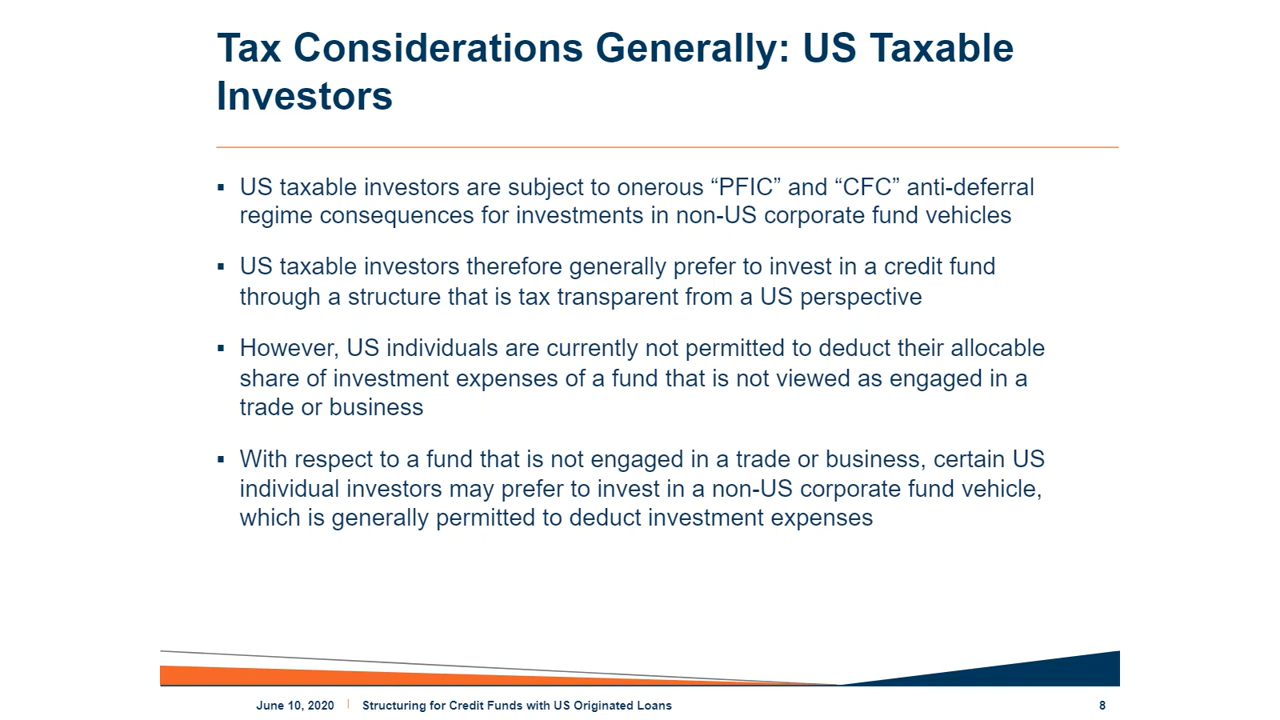 Tax Considerations Generally: US Taxable
Investors
▪ US taxable investors are subject to onerous “PFIC” and “CFC” anti-deferral
regime consequences for investments in non-US corporate fund vehicles
▪ US taxable investors therefore generally prefer to invest in a credit fund
through a structure that is tax transparent from a US perspective
▪ However, US individuals are currently not permitted to deduct their allocable
share of investment expenses of a fund that is not viewed as engaged in a
trade or business
▪ With respect to a fund that is not engaged in a trade or business, certain US
individual investors may prefer to invest in a non-US corporate fund vehicle,
which is generally permitted to deduct investment expenses
June 10, 2020 | Structuring for Credit Funds with US Originated Loans 8